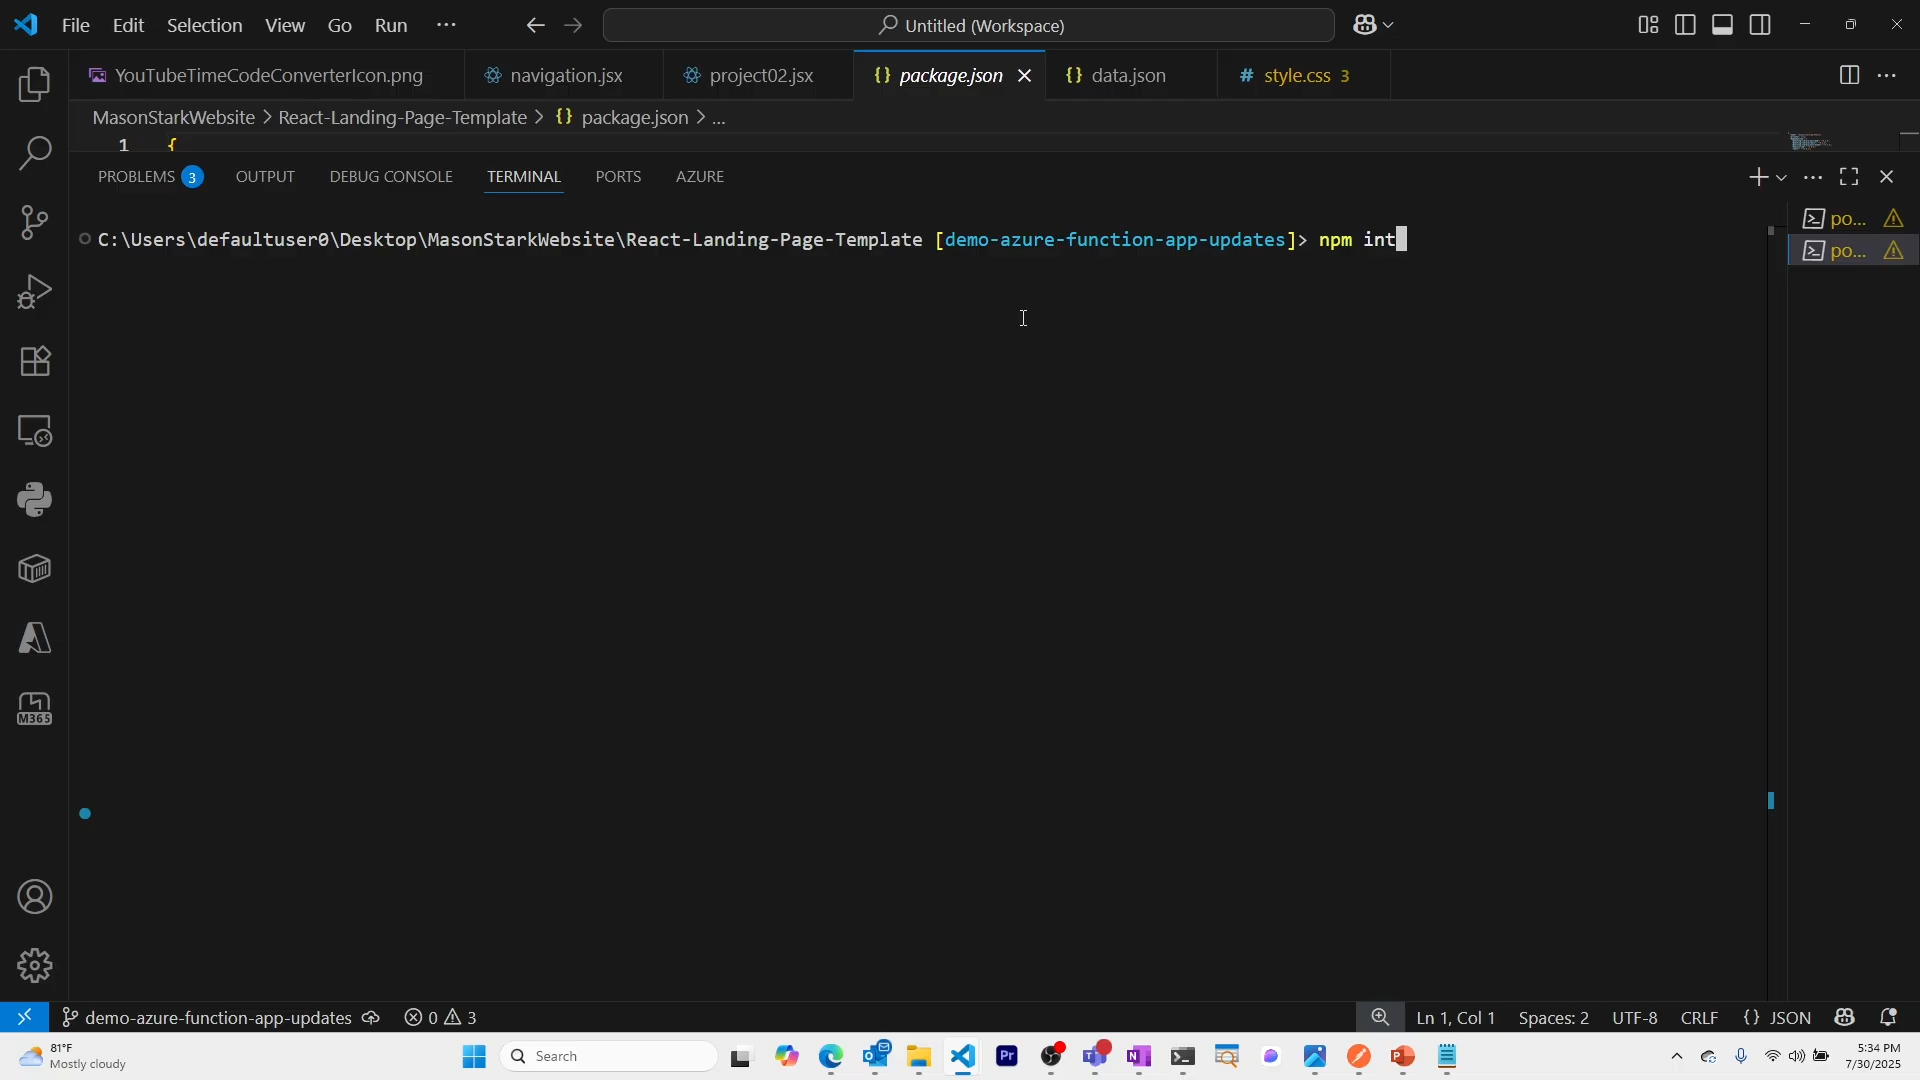 File Edit Selection View Go Run ··· Untitled (Workspace)
YouTubeTimeCodeConverterIcon.png navigation.jsx project02.jsx {} package.json {} data.json # style.css 3
MasonStarkWebsite > React-Landing-Page-Template > {} package.json > ...
1 {
PROBLEMS 3 OUTPUT DEBUG CONSOLE TERMINAL PORTS AZURE
C:\Users\defaultuser0\Desktop\MasonStarkWebsite\React-Landing-Page-Template [demo-azure-function-app-updates]> npm int
po...
po...
M365
demo-azure-function-app-updates 0 3 Ln 1, Col 1 Spaces: 2 UTF-8 CRLF {} JSON
81°F
Mostly cloudy
Search
Pr
5:34 PM
7/30/2025